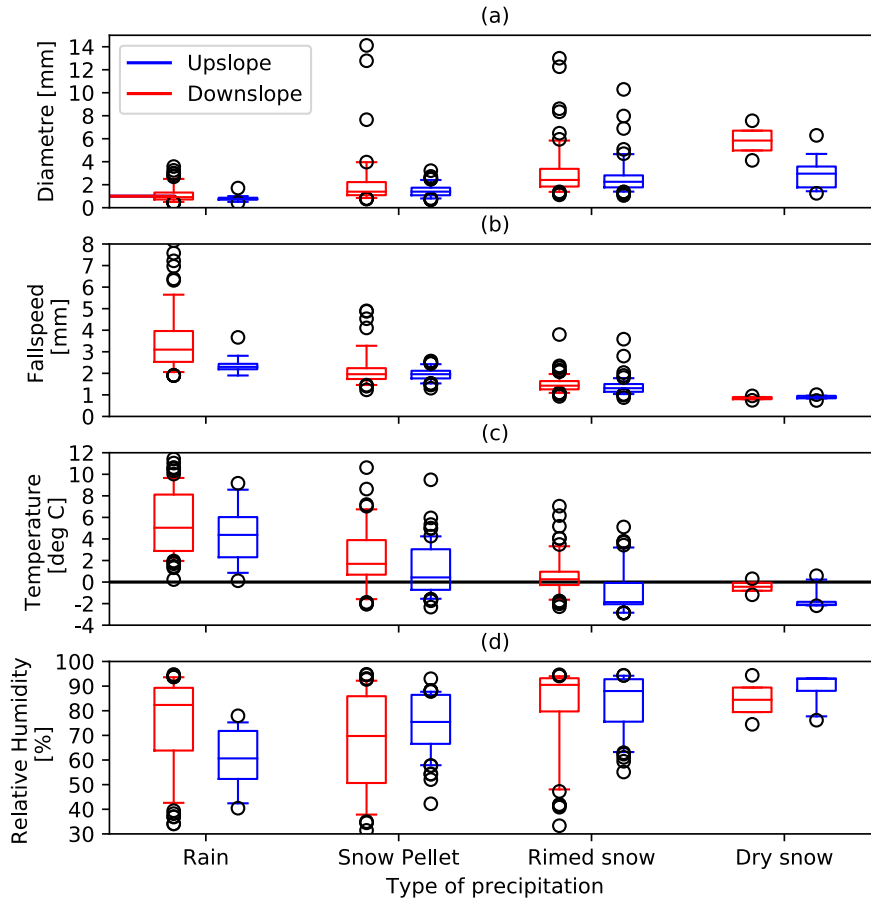 (a)
Diametre [mm]
14
12
10
8
6
4
2
0
Upslope
Downslope
(b)
Fallspeed
[mm]
8
7
6
5
4
3
2
1
0
(c)
Temperature
[deg C]
12
10
8
6
4
2
0
-2
-4
(d)
Relative Humidity
[%]
100
90
80
70
60
50
40
30
Rain Snow Pellet Rimed snow Dry snow
Type of precipitation